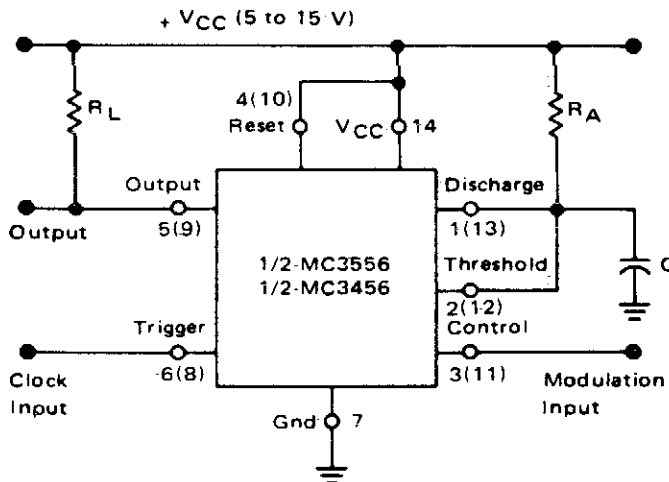 + VCC (5 to 15 V)
RL
4(10)
Reset
VCC
14
RA
Output
5(9)
Output
Discharge
1(13)
C
1/2-MC3556
1/2-MC3456
Threshold
2(12)
Trigger
6(8)
Control
3(11)
Clock
Input
Modulation
Input
Gnd
7